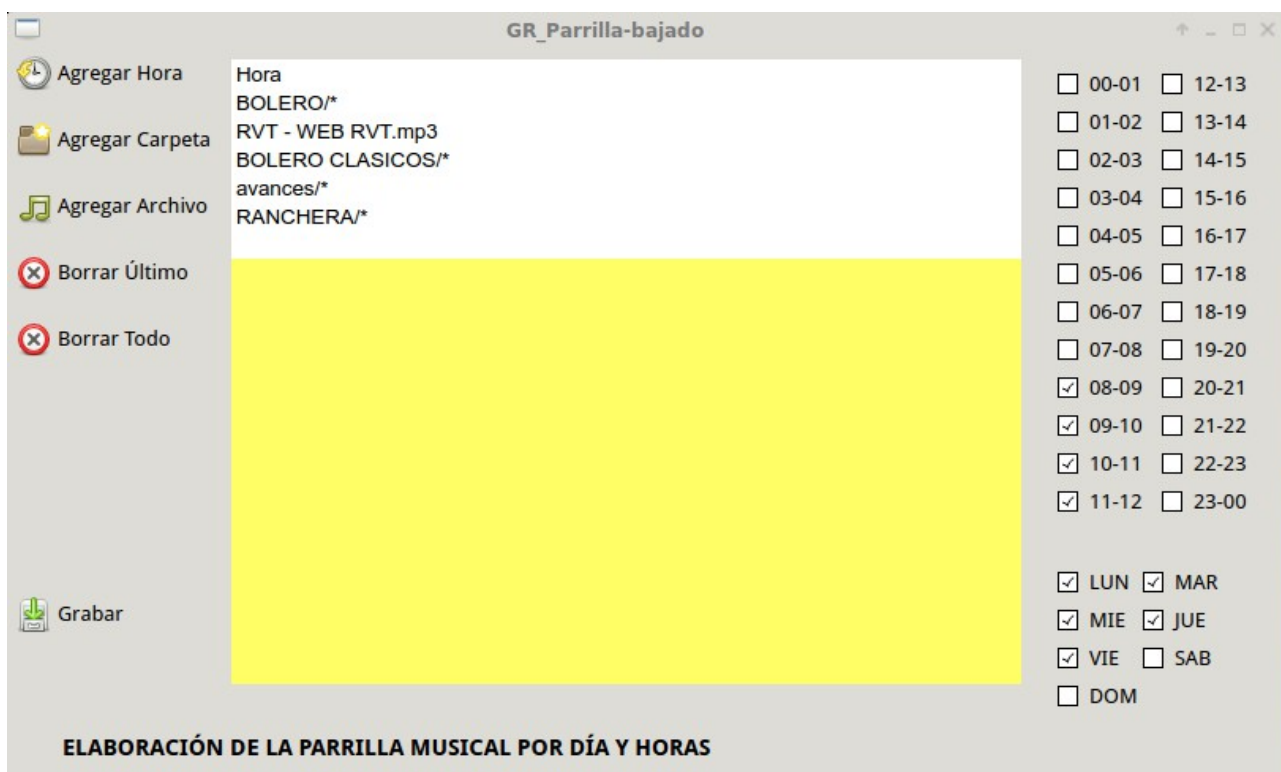 GR_Parrilla-bajado
Agregar Hora
Agregar Carpeta
Agregar Archivo
Borrar Último
Borrar Todo
Grabar
Hora
BOLERO/*
RVT - WEB RVT.mp3
BOLERO CLASICOS/*
avances/*
RANCHERA/*
00-01 12-13
01-02 13-14
02-03 14-15
03-04 15-16
04-05 16-17
05-06 17-18
06-07 18-19
07-08 19-20
08-09 20-21
09-10 21-22
10-11 22-23
11-12 23-00
LUN MAR
MIE JUE
VIE SAB
DOM
ELABORACIÓN DE LA PARRILLA MUSICAL POR DÍA Y HORAS